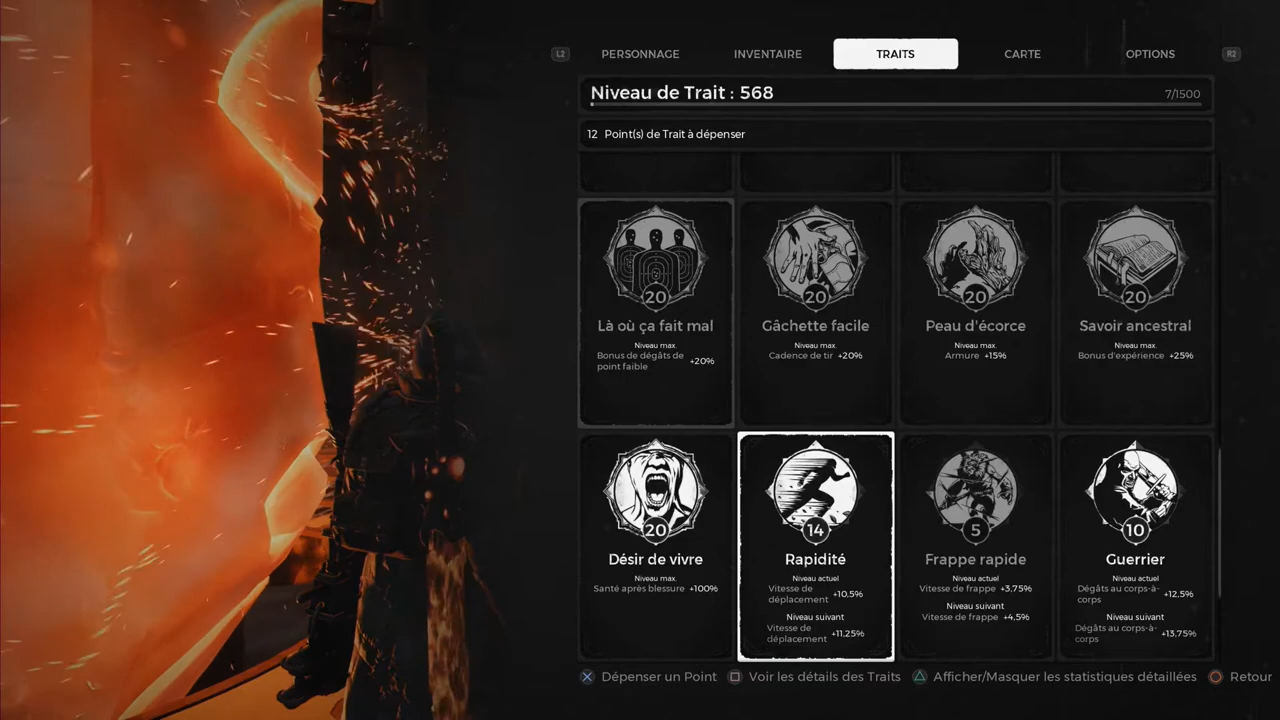 L2
PERSONNAGE
INVENTAIRE
TRAITS
CARTE
OPTIONS
R2
Niveau de Trait : 568
7/1500
12 Point(s) de Trait à dépenser
20
Là où ça fait mal
Niveau max.
Bonus de dégâts de
point faible
+20%
20
Gâchette facile
Niveau max.
Cadence de tir +20%
20
Peau d'écorce
Niveau max.
Armure +15%
20
Savoir ancestral
Niveau max.
Bonus d'expérience +25%
20
Désir de vivre
Niveau max.
Santé après blessure +100%
14
Rapidité
Niveau actuel
Vitesse de
déplacement
+10,5%
Niveau suivant
Vitesse de
déplacement
+11,25%
5
Frappe rapide
Niveau actuel
Vitesse de frappe +3,75%
Niveau suivant
Vitesse de frappe +4,5%
10
Guerrier
Niveau actuel
Dégâts au corps-à-
corps
+12,5%
Niveau suivant
Dégâts au corps-à-
corps
+13,75%
Dépenser un Point
Voir les détails des Traits
Afficher/Masquer les statistiques détaillées
Retour